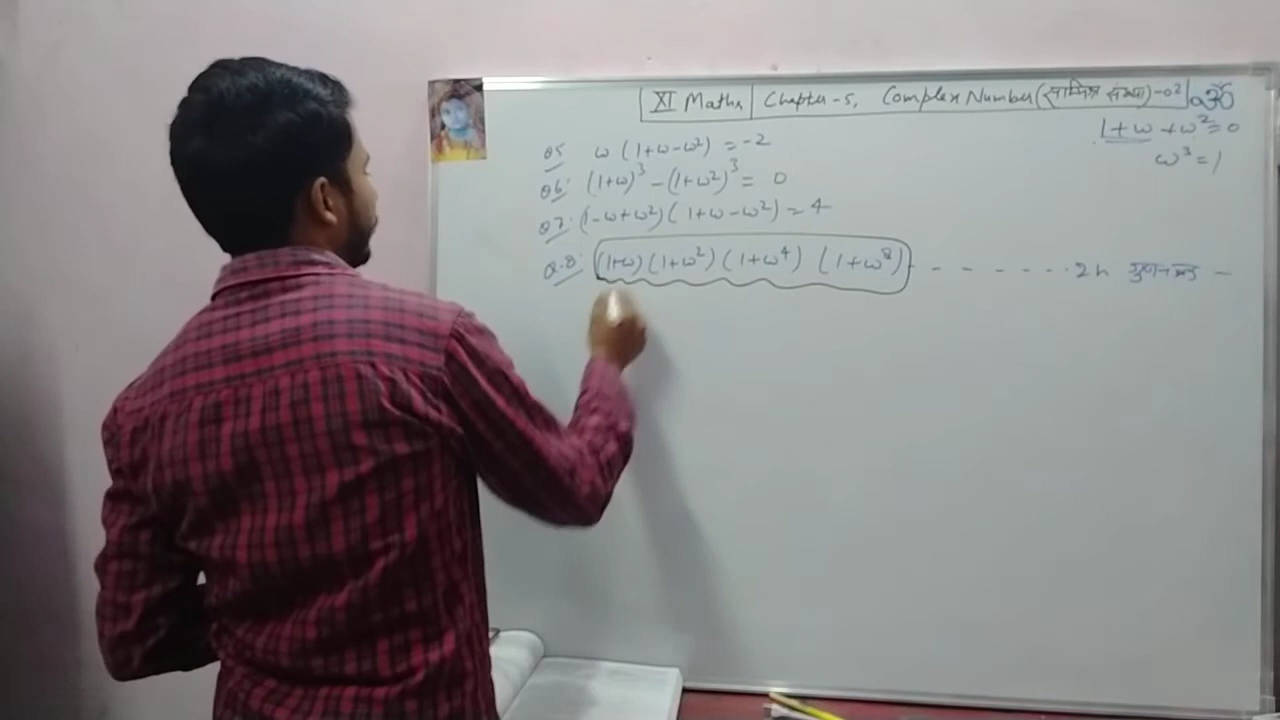 XI Maths | Chapter-5, Complex Number (सम्मिश्र संख्या)-02 ॐ
1+ω+ω²=0
ω³=1
Q5 ω(1+ω-ω²) = -2
Q6: (1+ω)³-(1+ω²)³ = 0
Q7: (1-ω+ω²)(1+ω-ω²) = 4
Q.8: (1+ω)(1+ω²)(1+ω⁴) (1+ω⁸) - - - - - - - - 2n गुणनखंड -